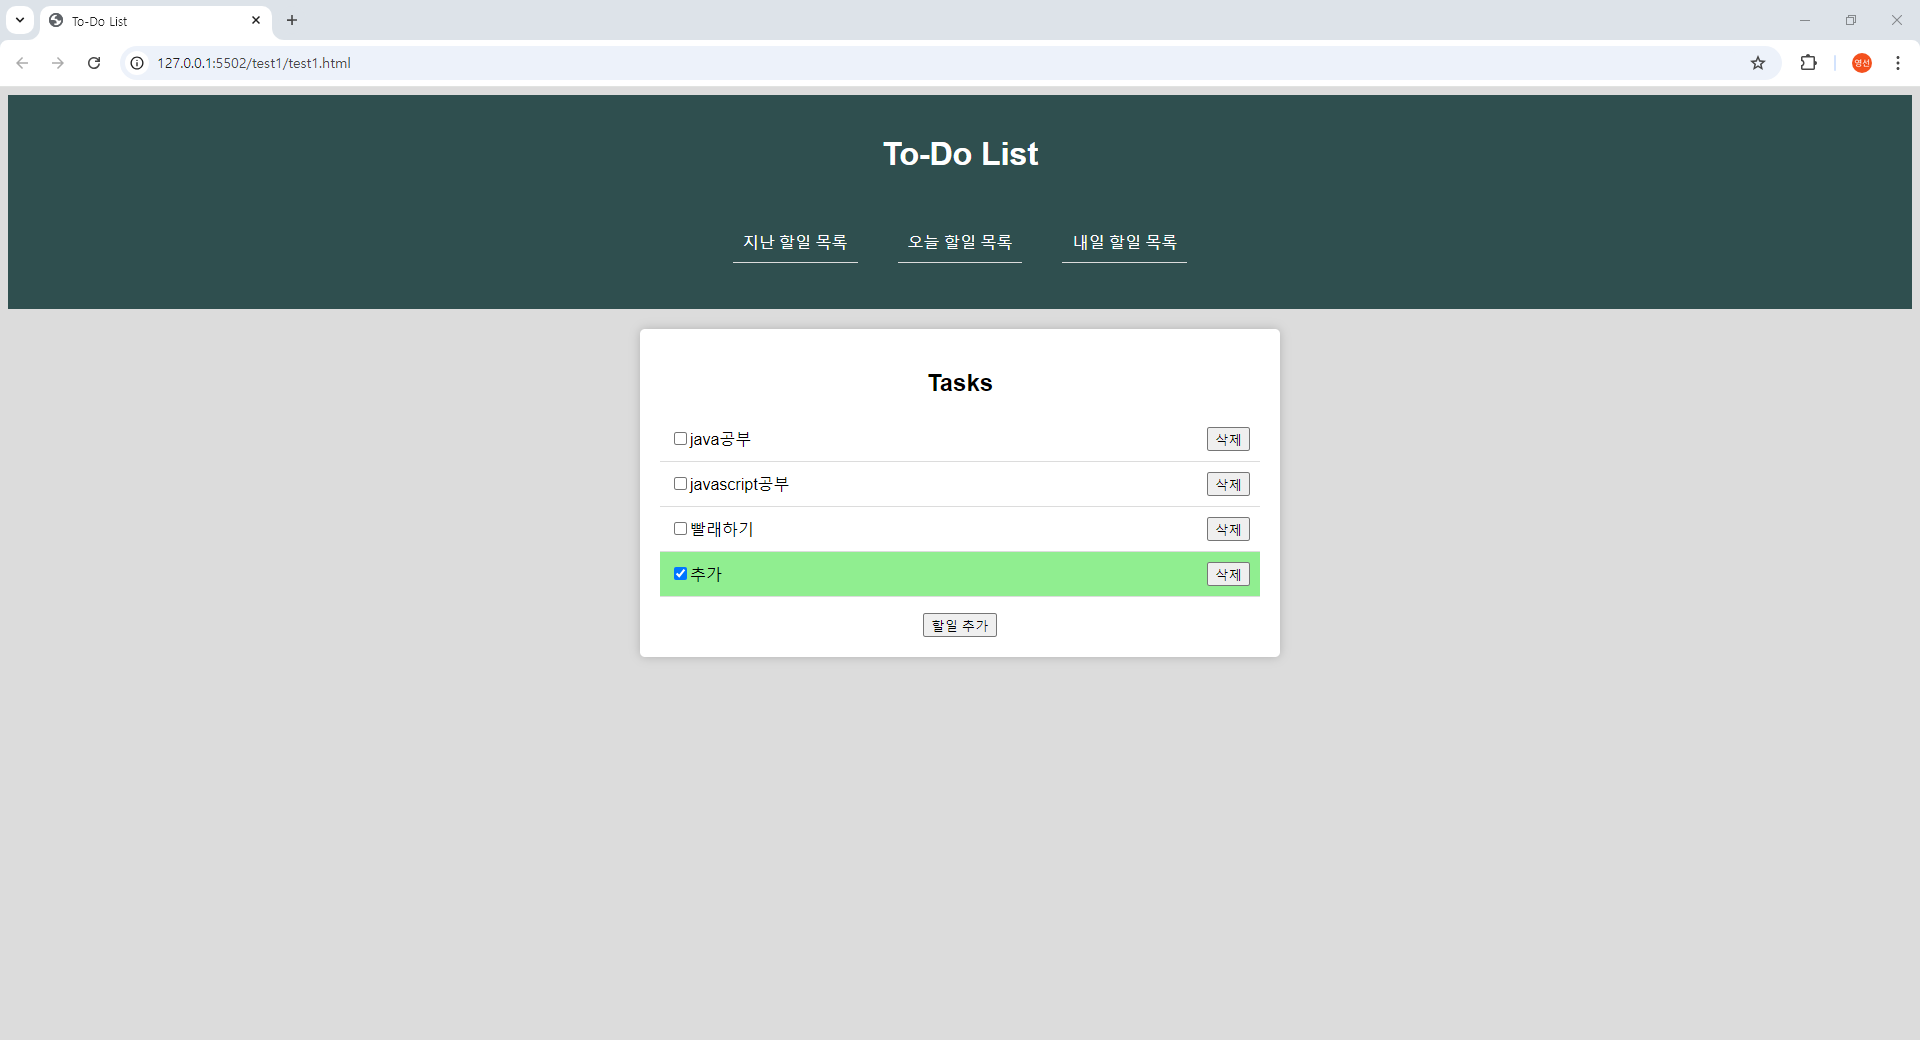 To-Do List
127.0.0.1:5502/test1/test1.html
영선
To-Do List
지난 할일 목록 오늘 할일 목록 내일 할일 목록
Tasks
java공부 삭제
javascript공부 삭제
빨래하기 삭제
추가 삭제
할일 추가